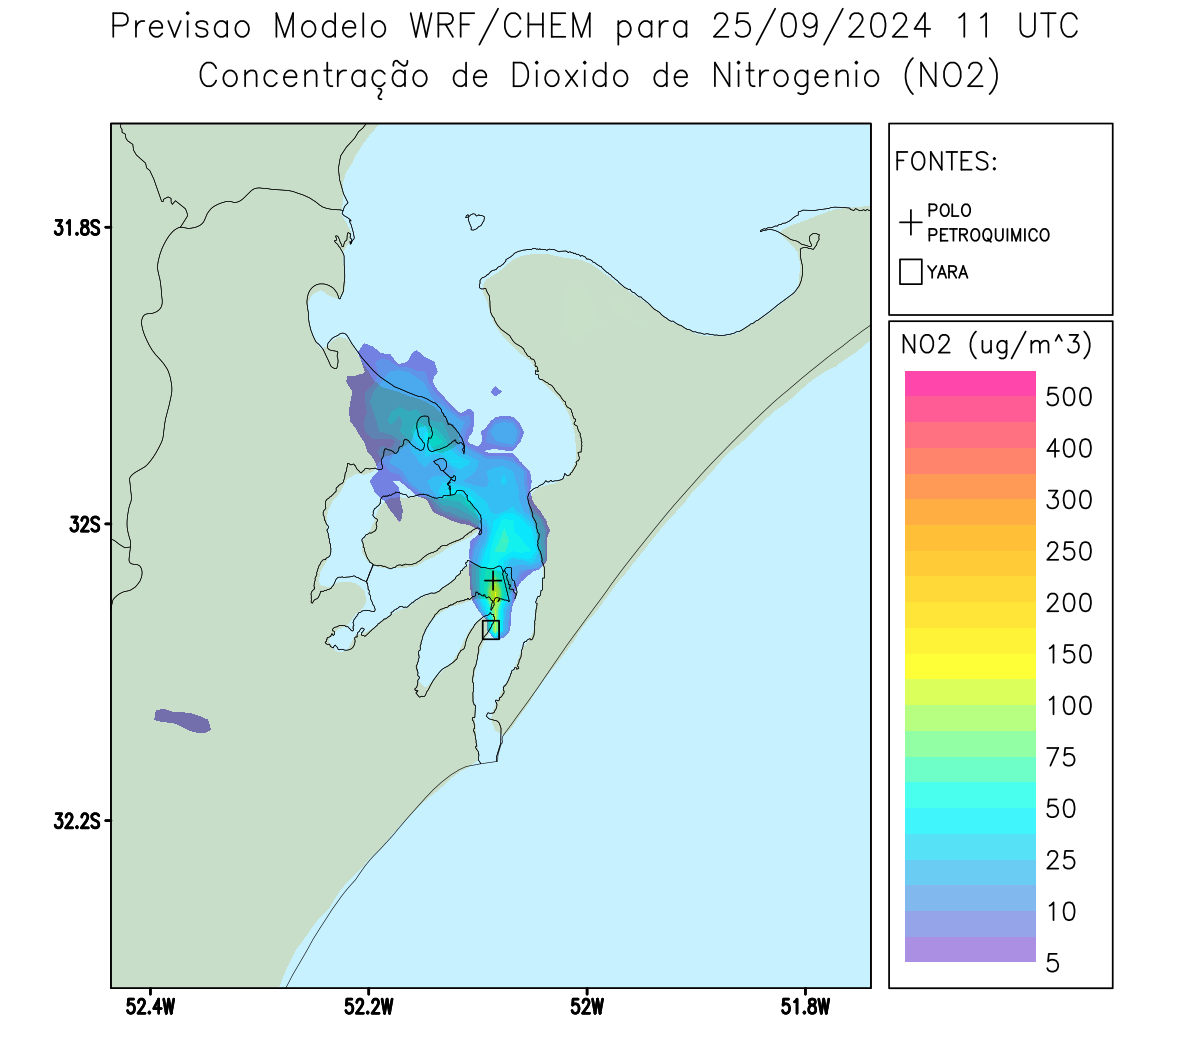 Previsao Modelo WRF/CHEM para 25/09/2024 11 UTC
Concentração de Dioxido de Nitrogenio (NO2)
FONTES:
POLO
PETROQUIMICO
YARA
NO2 (ug/m^3)
500
400
300
250
200
150
100
75
50
25
10
5
31.8S
32S
32.2S
52.4W
52.2W
52W
51.8W